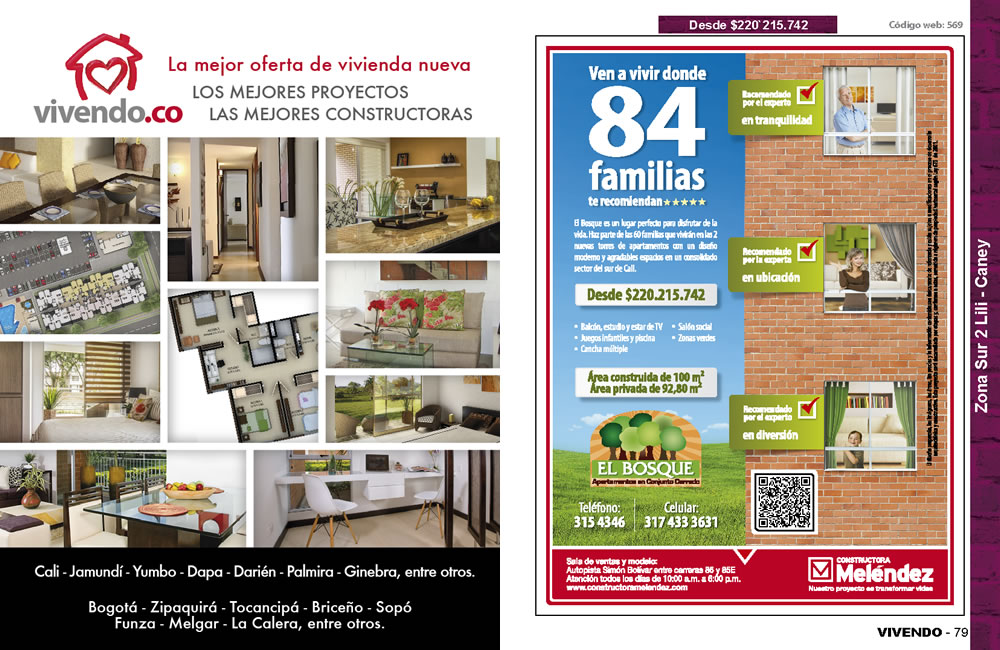 vivendo.co
La mejor oferta de vivienda nueva
LOS MEJORES PROYECTOS
LAS MEJORES CONSTRUCTORAS
Cali - Jamundí - Yumbo - Dapa - Darién - Palmira - Ginebra, entre otros.
Bogotá - Zipaquirá - Tocancipá - Briceño - Sopó
Funza - Melgar - La Calera, entre otros.
Desde $220'215.742
Código web: 569
Ven a vivir donde
84
familias
te recomiendan
El Bosque es un lugar perfecto para disfrutar de la
vida. Haz parte de las 60 familias que vivirán en las 2
nuevas torres de apartamentos con un diseño
moderno y agradables espacios en un consolidado
sector del sur de Cali.
Desde $220.215.742
• Balcón, estudio y estar de TV
• Juegos infantiles y piscina
• Cancha múltiple
• Salón social
• Zonas verdes
Área construida de 100 m²
Área privada de 92,80 m²
EL BOSQUE
Apartamentos en Conjunto Cerrado
Teléfono:
315 4346
Celular:
317 433 3631
Recomendado
por el experto
en tranquilidad
Recomendado
por la experta
en ubicación
Recomendado
por el experto
en diversión
Sala de ventas y modelo:
Autopista Simón Bolívar entre carreras 86 y 85E
Atención todos los días de 10:00 a.m. a 6:00 p.m.
www.constructoramelendez.com
CONSTRUCTORA
Meléndez
Nuestro proyecto es transformar vidas
Zona Sur 2 Lili - Caney
VIVENDO - 79